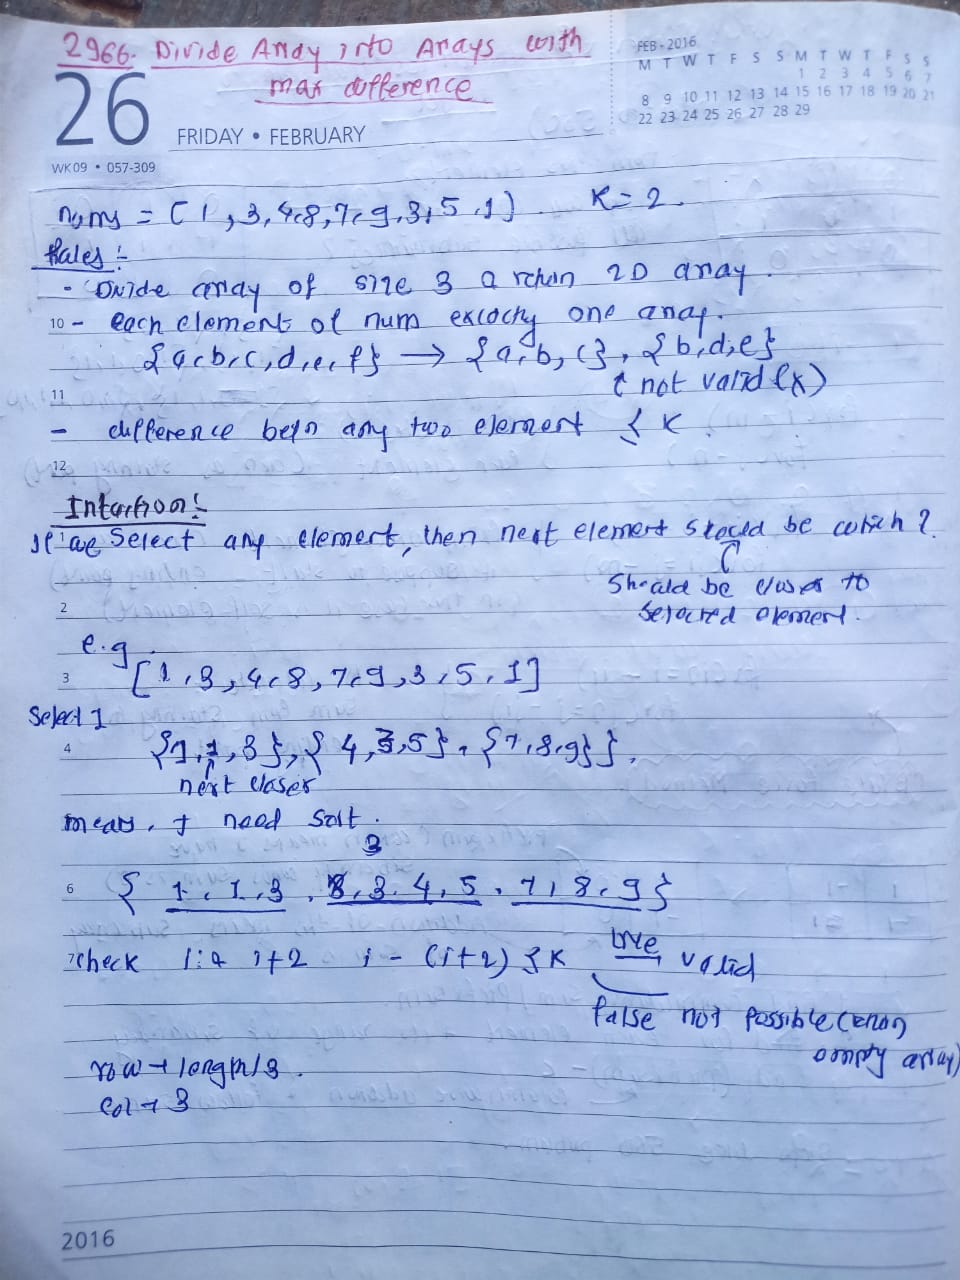 2966. Divide Array into Arrays with
max difference
FEB - 2016
M T W T F S S M T W T F S S
1 2 3 4 5 6 7
8 9 10 11 12 13 14 15 16 17 18 19 20 21
22 23 24 25 26 27 28 29
26
FRIDAY • FEBRUARY
WK 09 • 057-309
nums = [1, 3, 4, 8, 7, 9, 3, 5, 1] K = 2.
Rules :-
- Divide array of size 3 & return 2D array.
10 - each element of num exactly one array.
{a, b, c, d, e, f} → {a, b, c}, {b, d, e}
↑ not valid (x)
11
- difference betn any two element ≤ K.
12
Intuition :-
If we Select any element, then next element should be which ?
Should be closer to
selected element.
2
e.g.
3 [1, 3, 4, 8, 7, 9, 3, 5, 1]
Select 1
4 {1, 1, 3}, {4, 3, 5}, {7, 8, 9}},
next closer
means, I need sort.
3
6 { 1, 1, 3, 3, 4, 5, 7, 8, 9}
7 check i & i+2 i - (i+2) ≤ K true valid
false not possible (
empty array)
row → length/3.
col → 3
2016